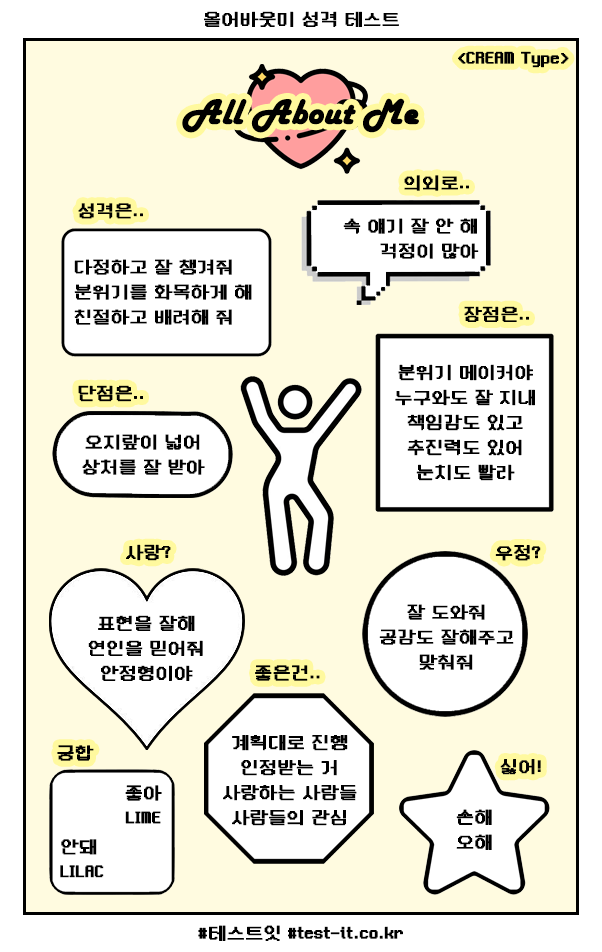 올어바웃미 성격 테스트
<CREAM Type>
All About Me
의외로..
속 얘기 잘 안 해
걱정이 많아
성격은..
다정하고 잘 챙겨줘
분위기를 화목하게 해
친절하고 배려해 줘
장점은..
분위기 메이커야
누구와도 잘 지내
책임감도 있고
추진력도 있어
눈치도 빨라
단점은..
오지랖이 넓어
상처를 잘 받아
사랑?
표현을 잘해
연인을 믿어줘
안정형이야
우정?
잘 도와줘
공감도 잘해주고
맞춰줘
좋은건..
계획대로 진행
인정받는 거
사랑하는 사람들
사람들의 관심
궁합
좋아
LIME
안돼
LILAC
싫어!
손해
오해
#테스트잇 #test-it.co.kr